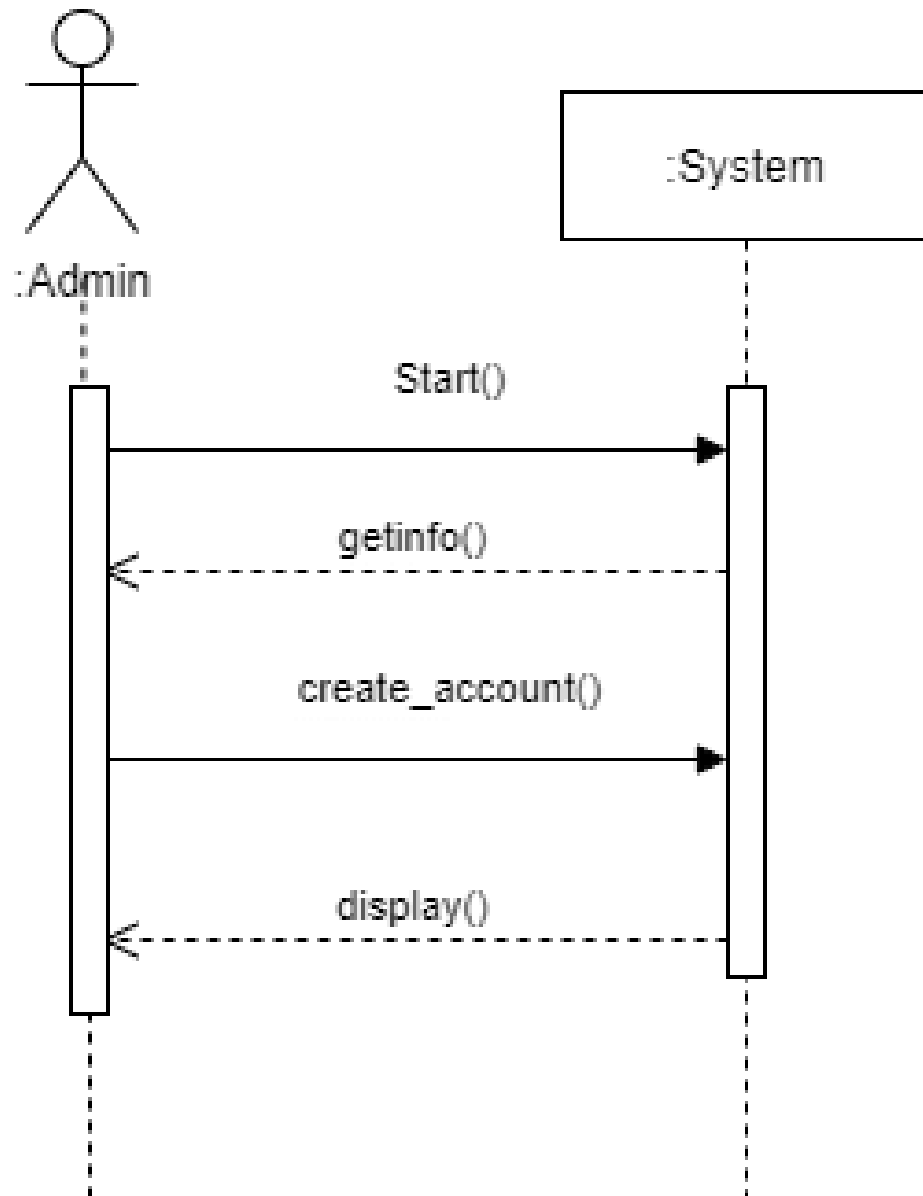 :System
:Admin
Start()
getinfo()
create_account()
display()